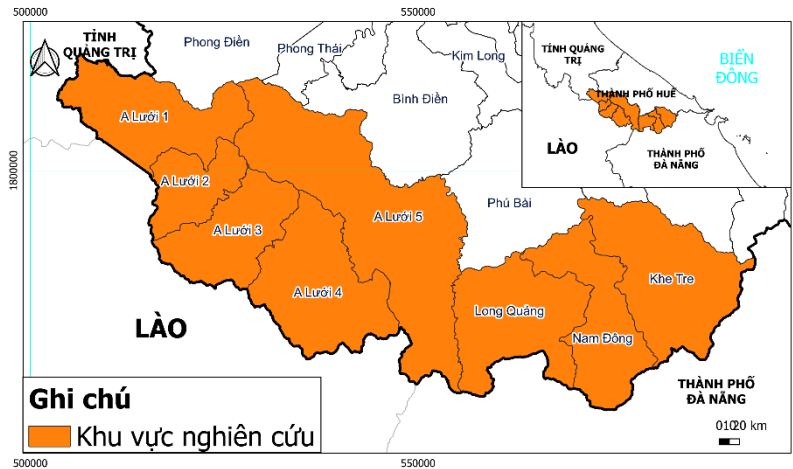 500000
550000
TỈNH
QUẢNG TRỊ
Phong Điền
Phong Thái
Kim Long
Bình Điền
A Lưới 1
A Lưới 2
A Lưới 3
A Lưới 4
A Lưới 5
Phú Bài
Long Quảng
Nam Đông
Khe Tre
LÀO
THÀNH PHỐ
ĐÀ NẴNG
1800000
TỈNH QUẢNG
TRỊ
BIỂN
ĐÔNG
THÀNH PHỐ HUẾ
LÀO
THÀNH PHỐ
ĐÀ NẴNG
Ghi chú
Khu vực nghiên cứu
500000
550000